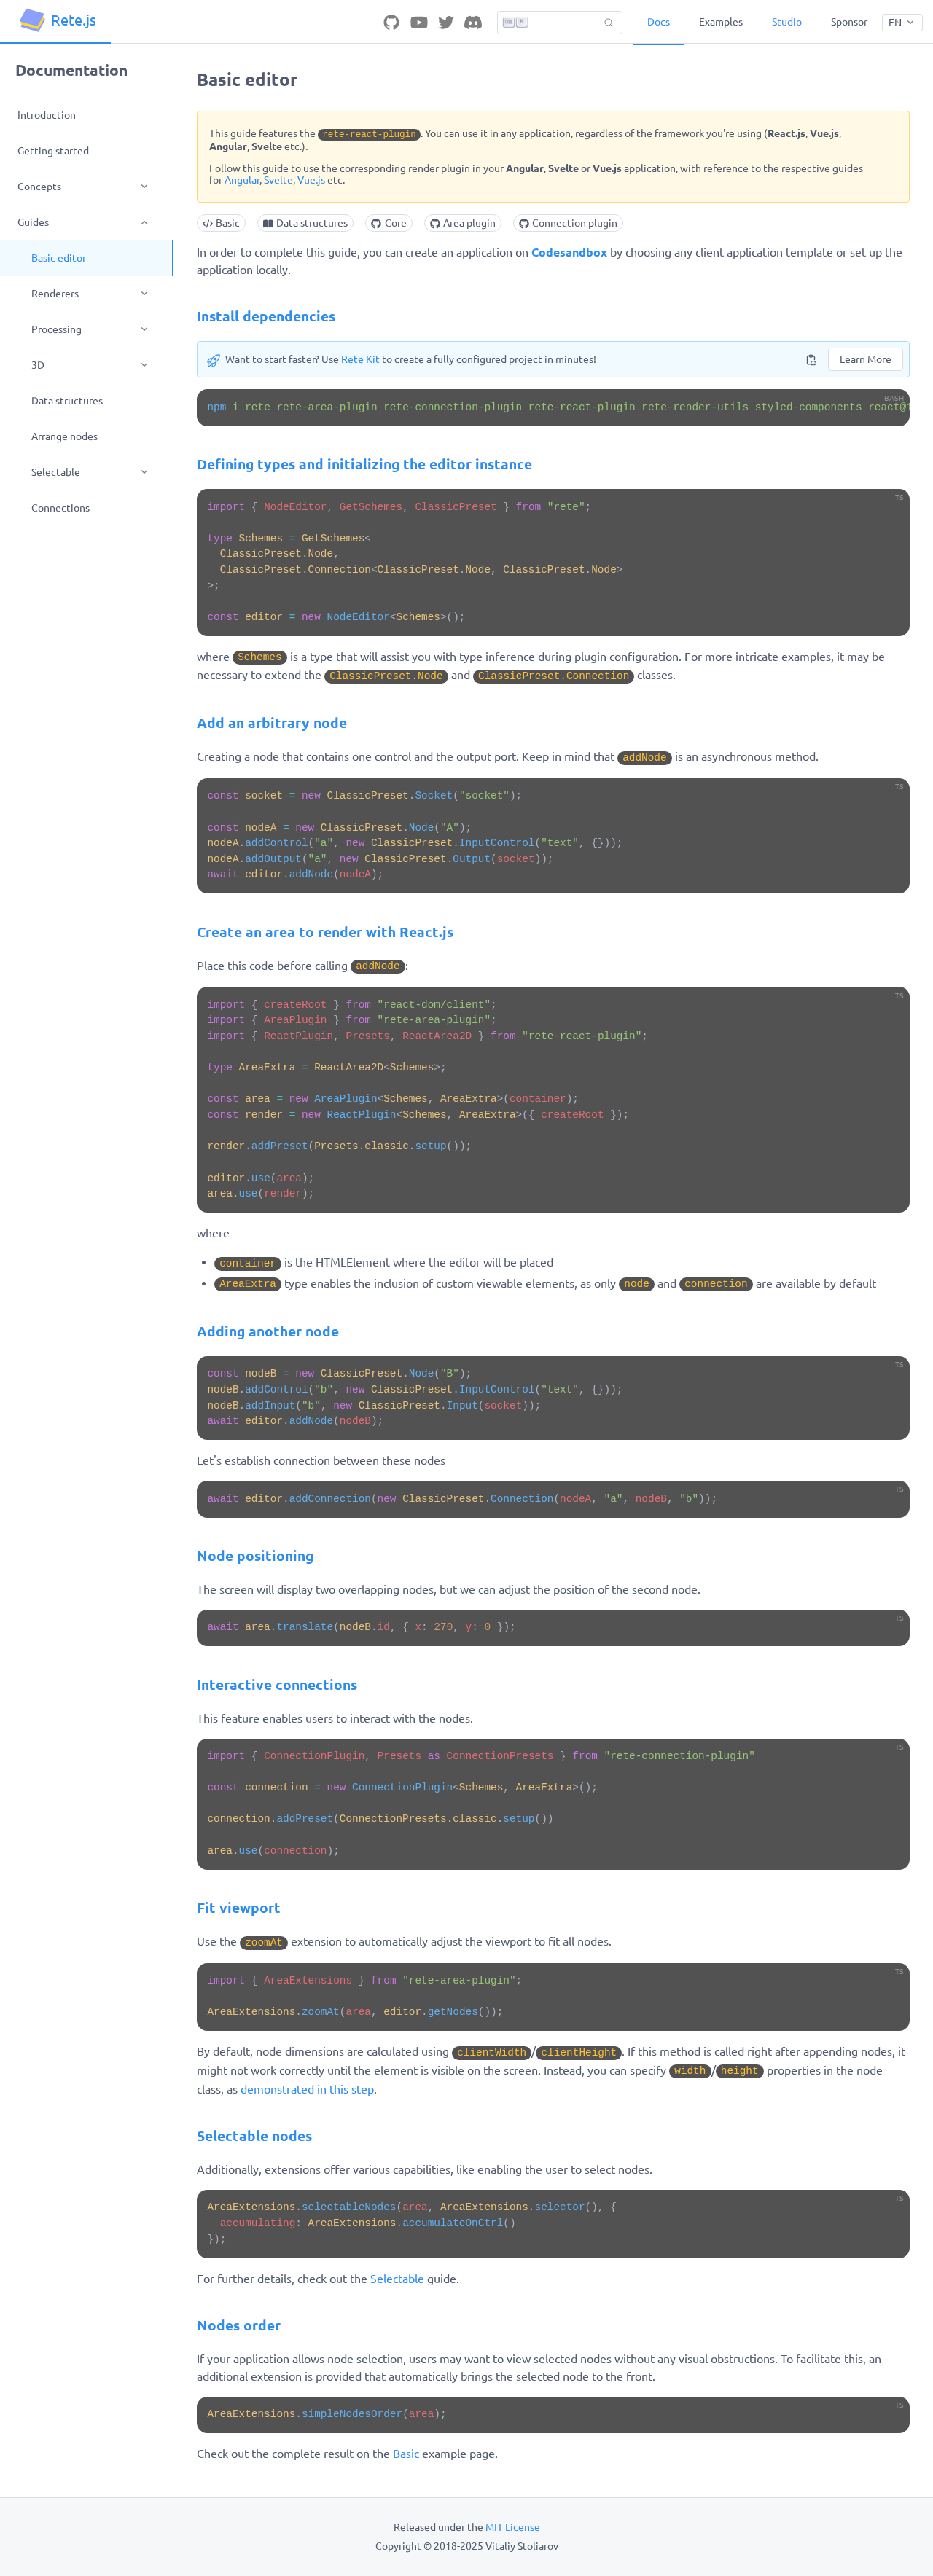 Rete.js
Docs
Examples
Studio
Sponsor
EN
Documentation
Introduction
Getting started
Concepts
Guides
Basic editor
Renderers
Processing
3D
Data structures
Arrange nodes
Selectable
Connections
Basic editor
This guide features the rete-react-plugin. You can use it in any application, regardless of the framework you're using (React.js, Vue.js,
Angular, Svelte etc.).
Follow this guide to use the corresponding render plugin in your Angular, Svelte or Vue.js application, with reference to the respective guides
for Angular, Svelte, Vue.js etc.
Basic
Data structures
Core
Area plugin
Connection plugin
In order to complete this guide, you can create an application on Codesandbox by choosing any client application template or set up the
application locally.
Install dependencies
Want to start faster? Use Rete Kit to create a fully configured project in minutes!
Learn More
BASH
npm i rete rete-area-plugin rete-connection-plugin rete-react-plugin rete-render-utils styled-components react@1
Defining types and initializing the editor instance
TS
import { NodeEditor, GetSchemes, ClassicPreset } from "rete";
type Schemes = GetSchemes<
  ClassicPreset.Node,
  ClassicPreset.Connection<ClassicPreset.Node, ClassicPreset.Node>
>;
const editor = new NodeEditor<Schemes>();
where Schemes is a type that will assist you with type inference during plugin configuration. For more intricate examples, it may be
necessary to extend the ClassicPreset.Node and ClassicPreset.Connection classes.
Add an arbitrary node
Creating a node that contains one control and the output port. Keep in mind that addNode is an asynchronous method.
TS
const socket = new ClassicPreset.Socket("socket");
const nodeA = new ClassicPreset.Node("A");
nodeA.addControl("a", new ClassicPreset.InputControl("text", {}));
nodeA.addOutput("a", new ClassicPreset.Output(socket));
await editor.addNode(nodeA);
Create an area to render with React.js
Place this code before calling addNode:
TS
import { createRoot } from "react-dom/client";
import { AreaPlugin } from "rete-area-plugin";
import { ReactPlugin, Presets, ReactArea2D } from "rete-react-plugin";
type AreaExtra = ReactArea2D<Schemes>;
const area = new AreaPlugin<Schemes, AreaExtra>(container);
const render = new ReactPlugin<Schemes, AreaExtra>({ createRoot });
render.addPreset(Presets.classic.setup());
editor.use(area);
area.use(render);
where
• container is the HTMLElement where the editor will be placed
• AreaExtra type enables the inclusion of custom viewable elements, as only node and connection are available by default
Adding another node
TS
const nodeB = new ClassicPreset.Node("B");
nodeB.addControl("b", new ClassicPreset.InputControl("text", {}));
nodeB.addInput("b", new ClassicPreset.Input(socket));
await editor.addNode(nodeB);
Let's establish connection between these nodes
TS
await editor.addConnection(new ClassicPreset.Connection(nodeA, "a", nodeB, "b"));
Node positioning
The screen will display two overlapping nodes, but we can adjust the position of the second node.
TS
await area.translate(nodeB.id, { x: 270, y: 0 });
Interactive connections
This feature enables users to interact with the nodes.
TS
import { ConnectionPlugin, Presets as ConnectionPresets } from "rete-connection-plugin"
const connection = new ConnectionPlugin<Schemes, AreaExtra>();
connection.addPreset(ConnectionPresets.classic.setup())
area.use(connection);
Fit viewport
Use the zoomAt extension to automatically adjust the viewport to fit all nodes.
TS
import { AreaExtensions } from "rete-area-plugin";
AreaExtensions.zoomAt(area, editor.getNodes());
By default, node dimensions are calculated using clientWidth/clientHeight. If this method is called right after appending nodes, it
might not work correctly until the element is visible on the screen. Instead, you can specify width/height properties in the node
class, as demonstrated in this step.
Selectable nodes
Additionally, extensions offer various capabilities, like enabling the user to select nodes.
TS
AreaExtensions.selectableNodes(area, AreaExtensions.selector(), {
  accumulating: AreaExtensions.accumulateOnCtrl()
});
For further details, check out the Selectable guide.
Nodes order
If your application allows node selection, users may want to view selected nodes without any visual obstructions. To facilitate this, an
additional extension is provided that automatically brings the selected node to the front.
TS
AreaExtensions.simpleNodesOrder(area);
Check out the complete result on the Basic example page.
Released under the MIT License
Copyright © 2018-2025 Vitaliy Stoliarov